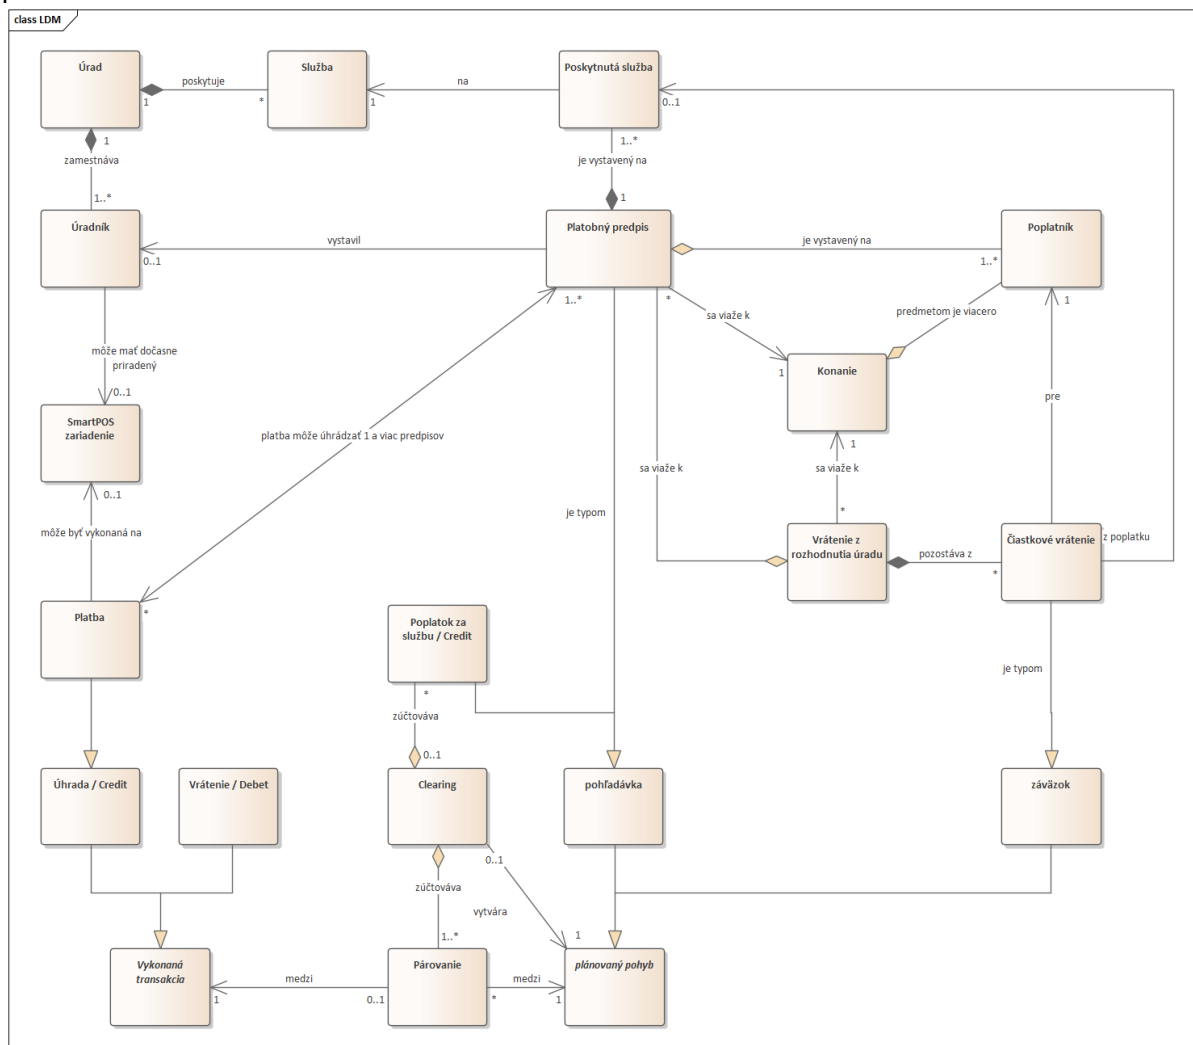 class LDM
Úrad
Služba
Poskytnutá služba
poskytuje
na
1
*
1
0..1
1
1..*
zamestnáva
je vystavený na
1..*
1
Úradník
Platobný predpis
Poplatník
vystavil
je vystavený na
0..1
1..*
1..*
*
1
sa viaže k
predmetom je viacero
môže mať dočasne
priradený
Konanie
1
0..1
pre
SmartPOS
zariadenie
platba môže úhrádzať 1 a viac predpisov
1
sa viaže k
sa viaže k
0..1
*
je typom
môže byť vykonaná na
Vrátenie z
rozhodnutia úradu
Čiastkové vrátenie
z poplatku
pozostáva z
*
Platba
*
Poplatok za
službu / Credit
je typom
*
zúčtováva
0..1
Úhrada / Credit
Vrátenie / Debet
Clearing
pohľadávka
záväzok
0..1
zúčtováva
vytvára
1..*
1
Vykonaná
transakcia
Párovanie
plánovaný pohyb
medzi
medzi
1
0..1
*
1